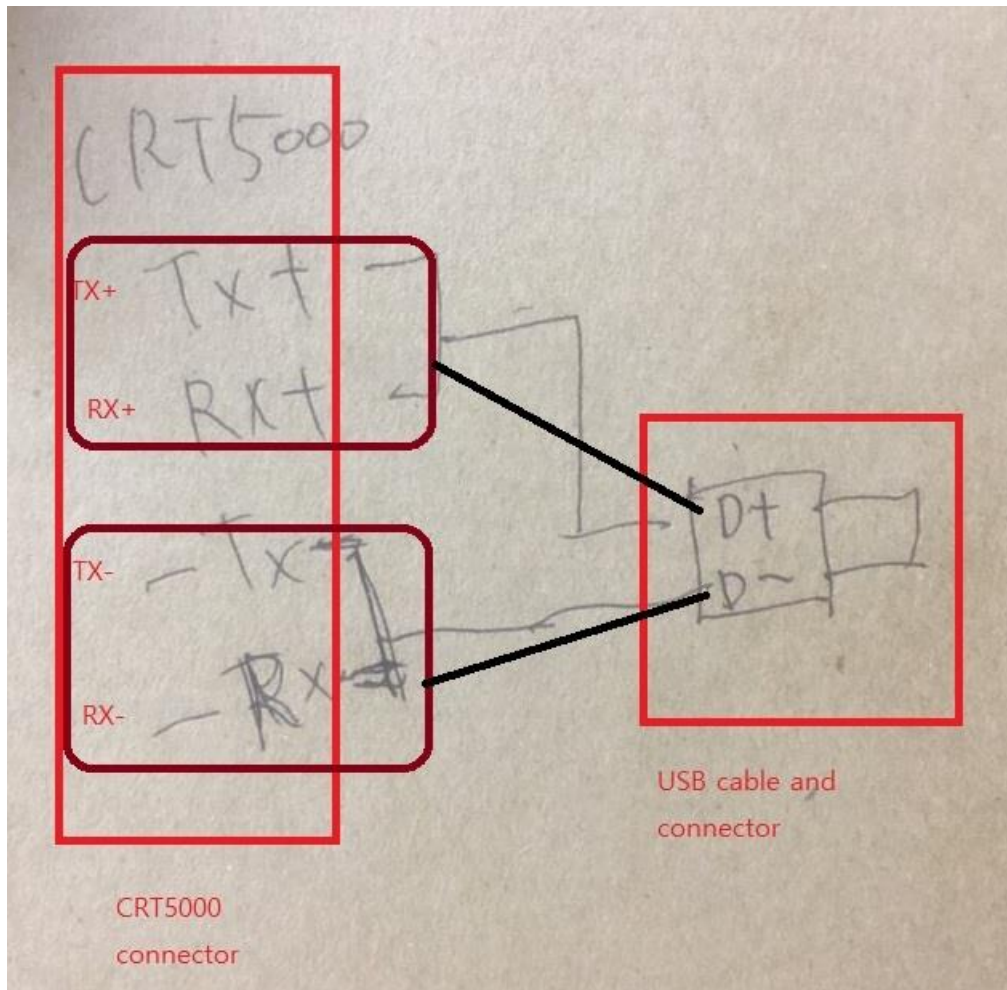 CRT5000
TX+ Tx+
RX+ RX+
D+
D-
TX- - Tx-
RX- - Rx-
USB cable and
connector
CRT5000
connector